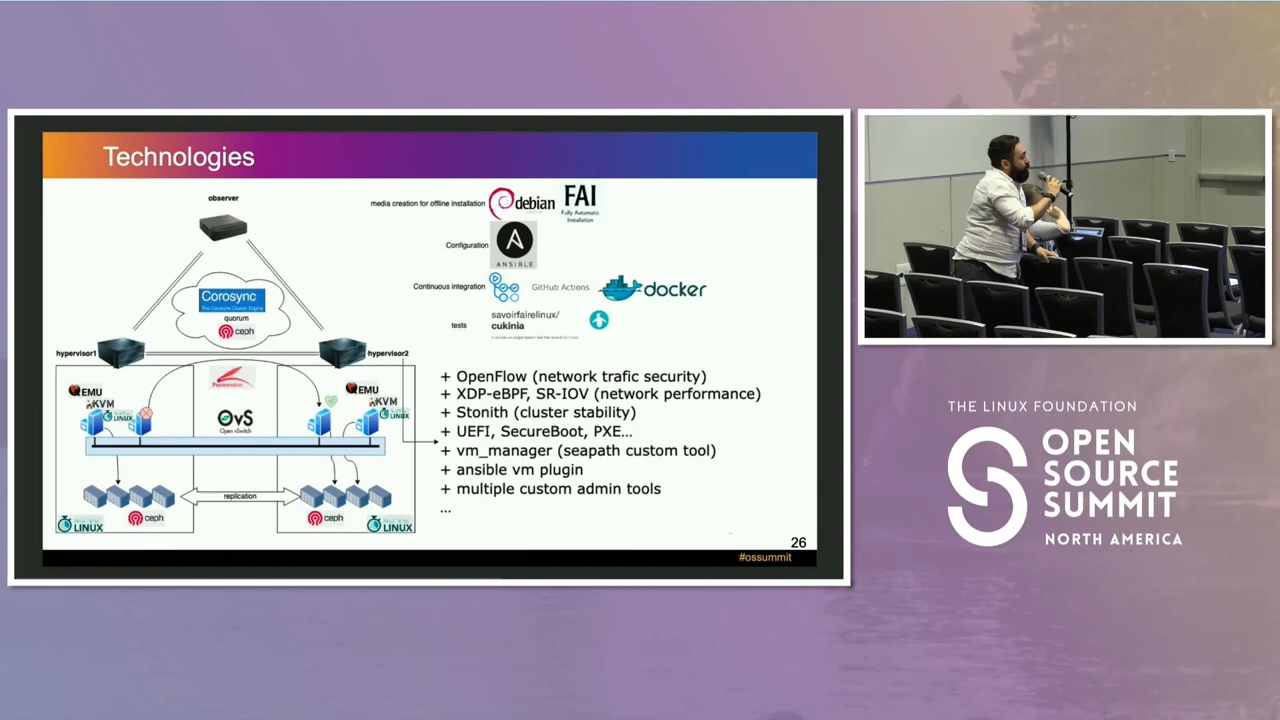 Technologies
observer
Corosync
The Corosync Cluster Engine
quorum
ceph
hypervisor1
hypervisor2
Pacemaker
QEMU
KVM
LINUX
OvS
Open vSwitch
QEMU
KVM
LINUX
replication
ceph
LINUX
ceph
LINUX
media creation for offline installation
debian
FAI
Fully Automatic
Installation
Configuration
ANSIBLE
Continuous integration
GitHub Actions
docker
tests
savoirfairelinux/
cukinia
+ OpenFlow (network trafic security)
+ XDP-eBPF, SR-IOV (network performance)
+ Stonith (cluster stability)
+ UEFI, SecureBoot, PXE...
+ vm_manager (seapath custom tool)
+ ansible vm plugin
+ multiple custom admin tools
...
26
#ossummit
THE LINUX FOUNDATION
OPEN
SOURCE
SUMMIT
NORTH AMERICA